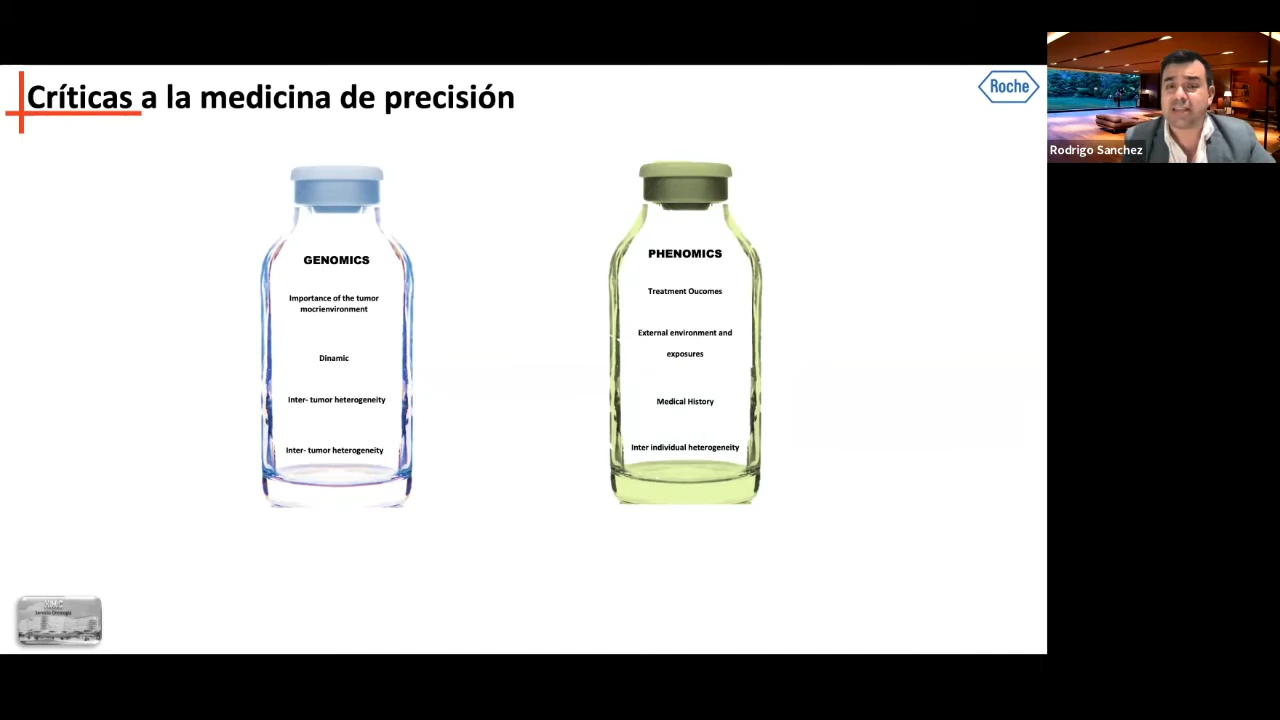 Críticas a la medicina de precisión
Roche
Rodrigo Sanchez
GENOMICS
Importance of the tumor
mocrienvironment
Dinamic
Inter- tumor heterogeneity
Inter- tumor heterogeneity
PHENOMICS
Treatment Oucomes
External environment and
exposures
Medical History
Inter individual heterogeneity